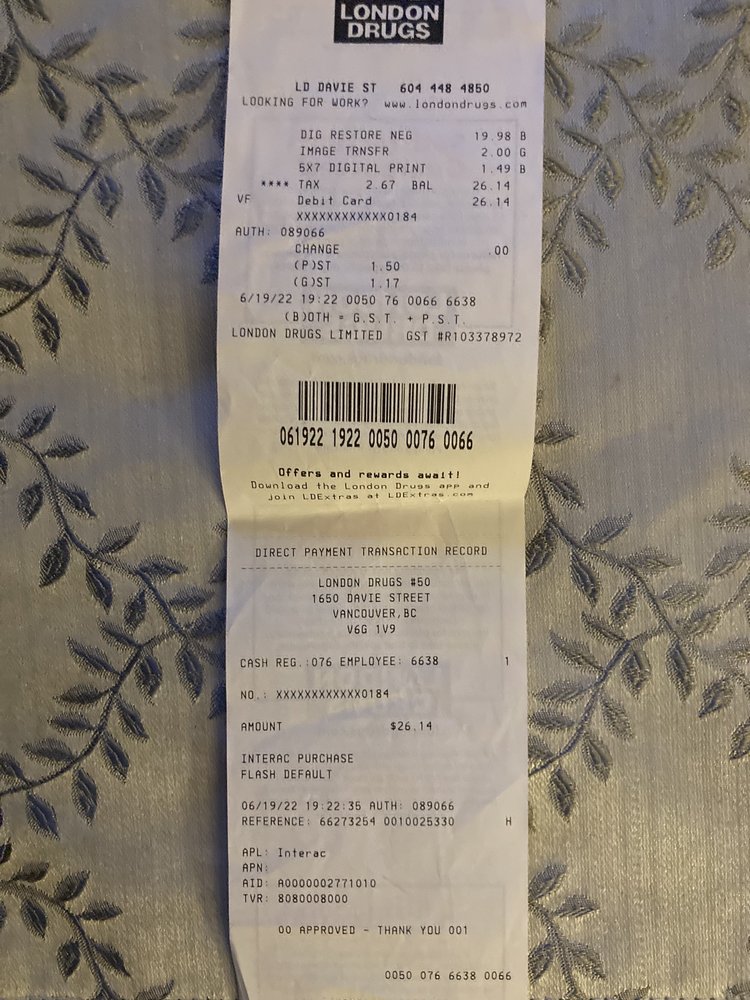 LONDON
DRUGS
LD DAVIE ST 604 448 4850
LOOKING FOR WORK? www.londondrugs.com
DIG RESTORE NEG 19.98 B
IMAGE TRNSFR 2.00 G
5X7 DIGITAL PRINT 1.49 B
**** TAX 2.67 BAL 26.14
VF Debit Card 26.14
XXXXXXXXXXXX0184
AUTH: 089066
CHANGE .00
(P)ST 1.50
(G)ST 1.17
6/19/22 19:22 0050 76 0066 6638
(B)OTH = G.S.T. + P.S.T.
LONDON DRUGS LIMITED GST #R103378972
061922 1922 0050 0076 0066
Offers and rewards await!
Download the London Drugs app and
join LDExtras at LDExtras.com
DIRECT PAYMENT TRANSACTION RECORD
LONDON DRUGS #50
1650 DAVIE STREET
VANCOUVER,BC
V6G 1V9
CASH REG.:076 EMPLOYEE: 6638 1
NO.: XXXXXXXXXXXX0184
AMOUNT $26.14
INTERAC PURCHASE
FLASH DEFAULT
06/19/22 19:22:35 AUTH: 089066
REFERENCE: 66273254 0010025330 H
APL: Interac
APN:
AID: A0000002771010
TVR: 8080008000
00 APPROVED - THANK YOU 001
0050 076 6638 0066